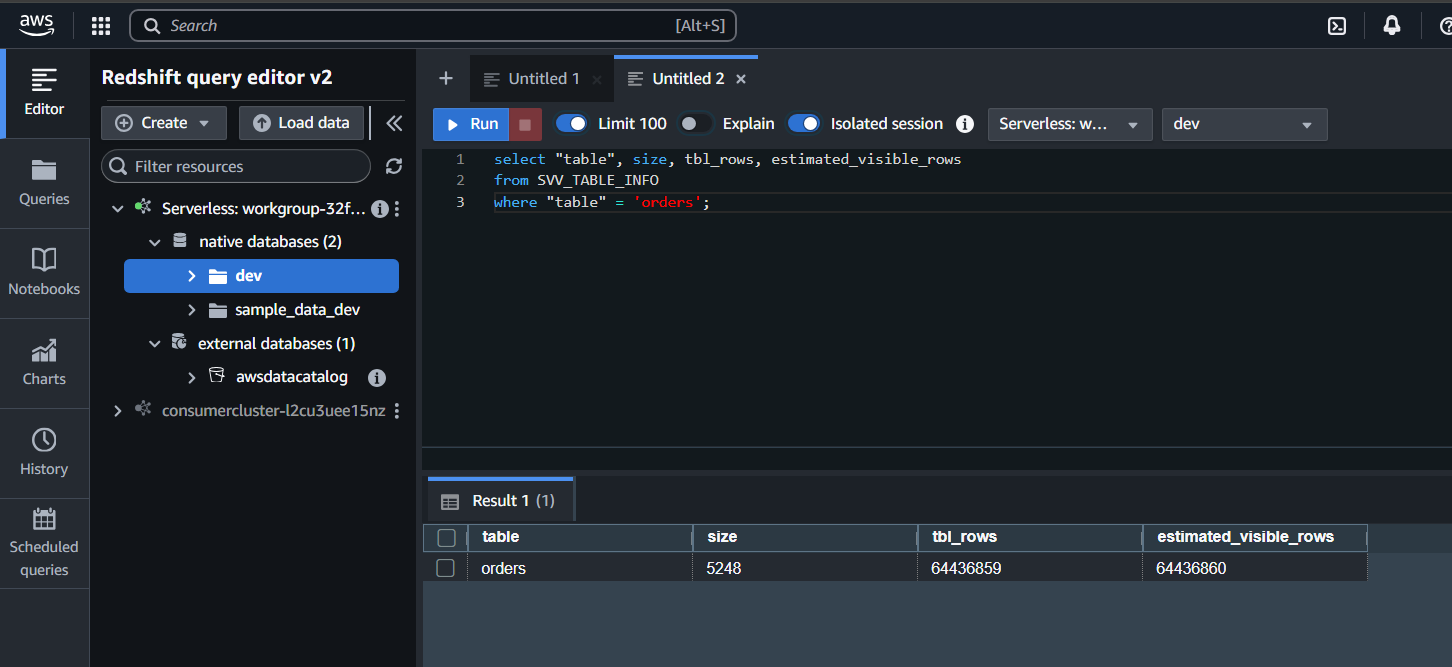 aws
Search [Alt+S]
Editor
Queries
Notebooks
Charts
History
Scheduled
queries
Redshift query editor v2
Create Load data
Filter resources
Serverless: workgroup-32f...
native databases (2)
dev
sample_data_dev
external databases (1)
awsdatacatalog
consumercluster-l2cu3uee15nz
Untitled 1 Untitled 2
Run Limit 100 Explain Isolated session Serverless: w... dev
1 select "table", size, tbl_rows, estimated_visible_rows
2 from SVV_TABLE_INFO
3 where "table" = 'orders';
Result 1 (1)
table size tbl_rows estimated_visible_rows
orders 5248 64436859 64436860